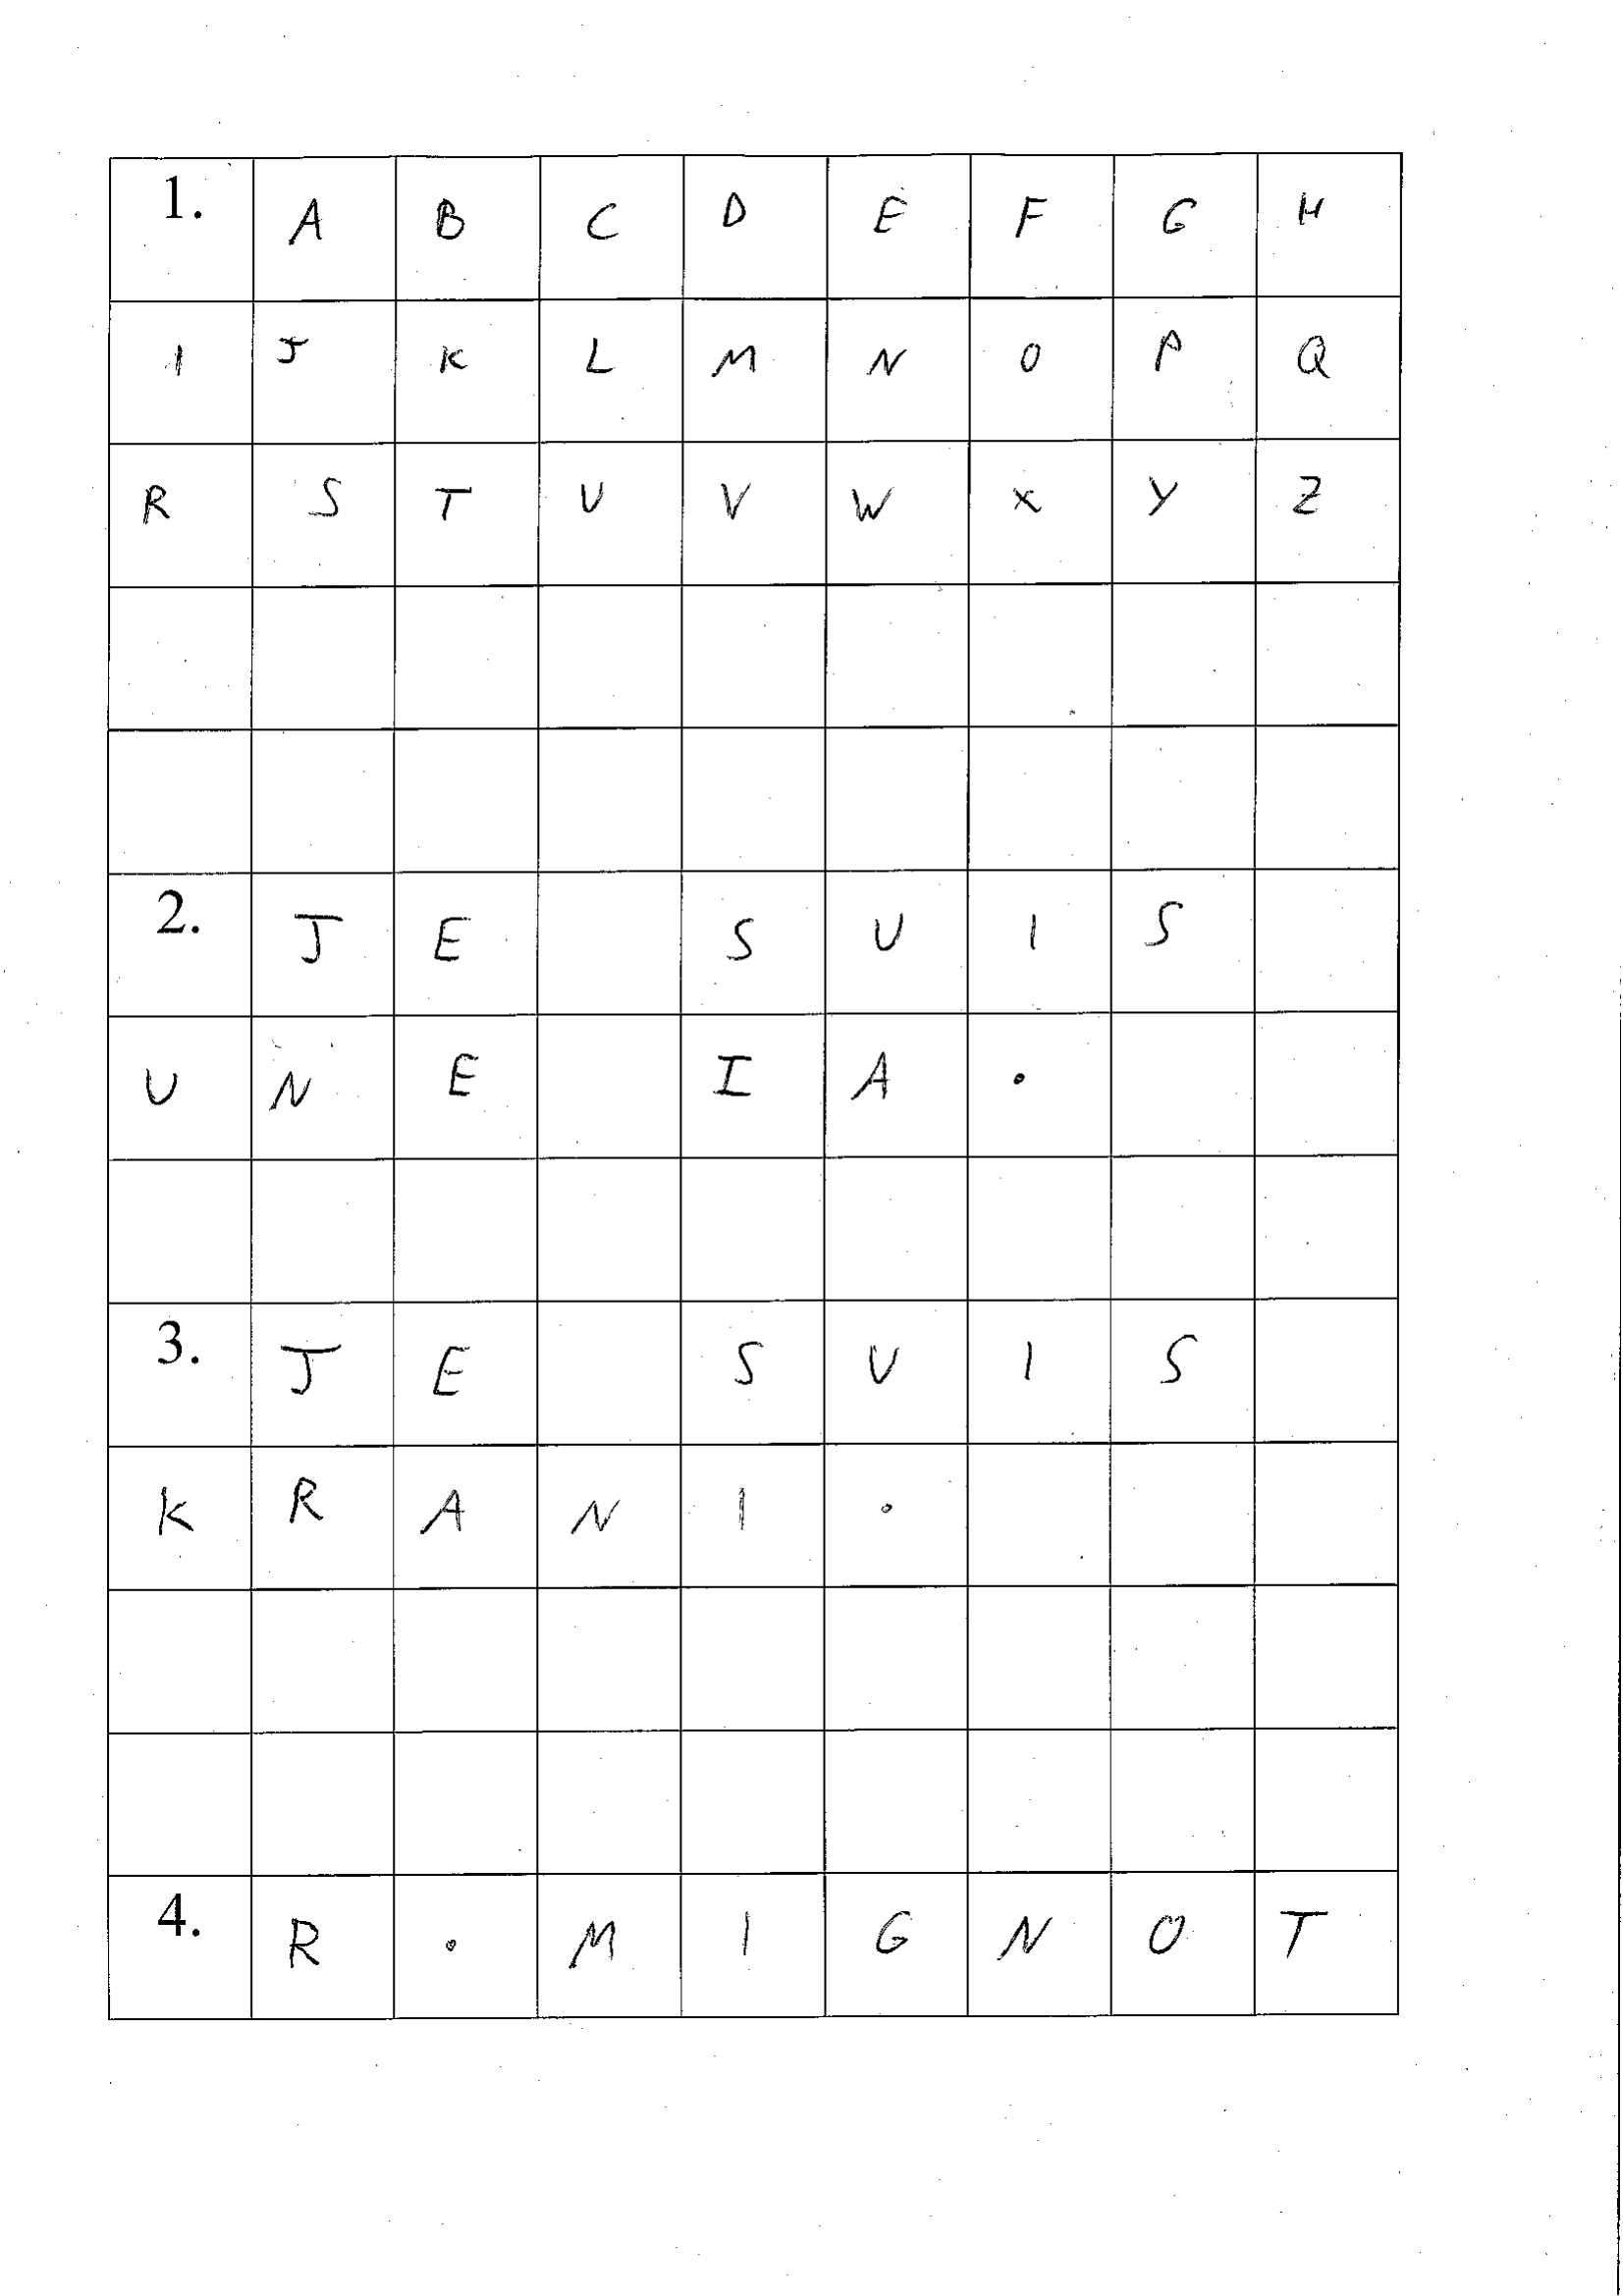 1. A B C D E F G H
I J K L M N O P Q
R S T U V W X Y Z
2. J E S U I S
U N E I A .
3. J E S U I S
K R A N I .
4. R . M I G N O T